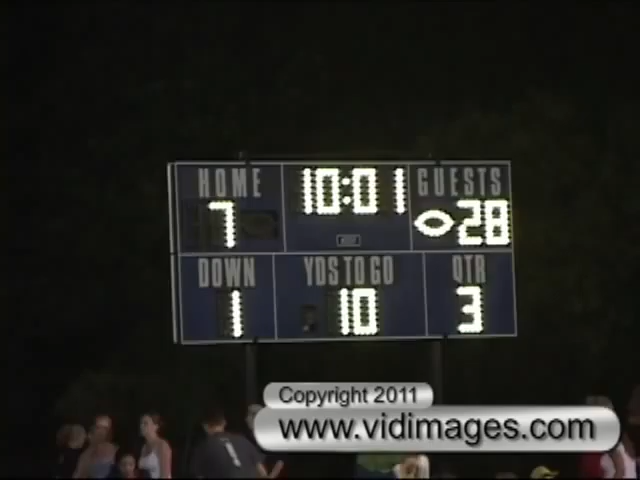 HOME 10:01 GUESTS
7 28
DOWN YDS TO GO QTR
1 10 3
Copyright 2011
www.vidimages.com